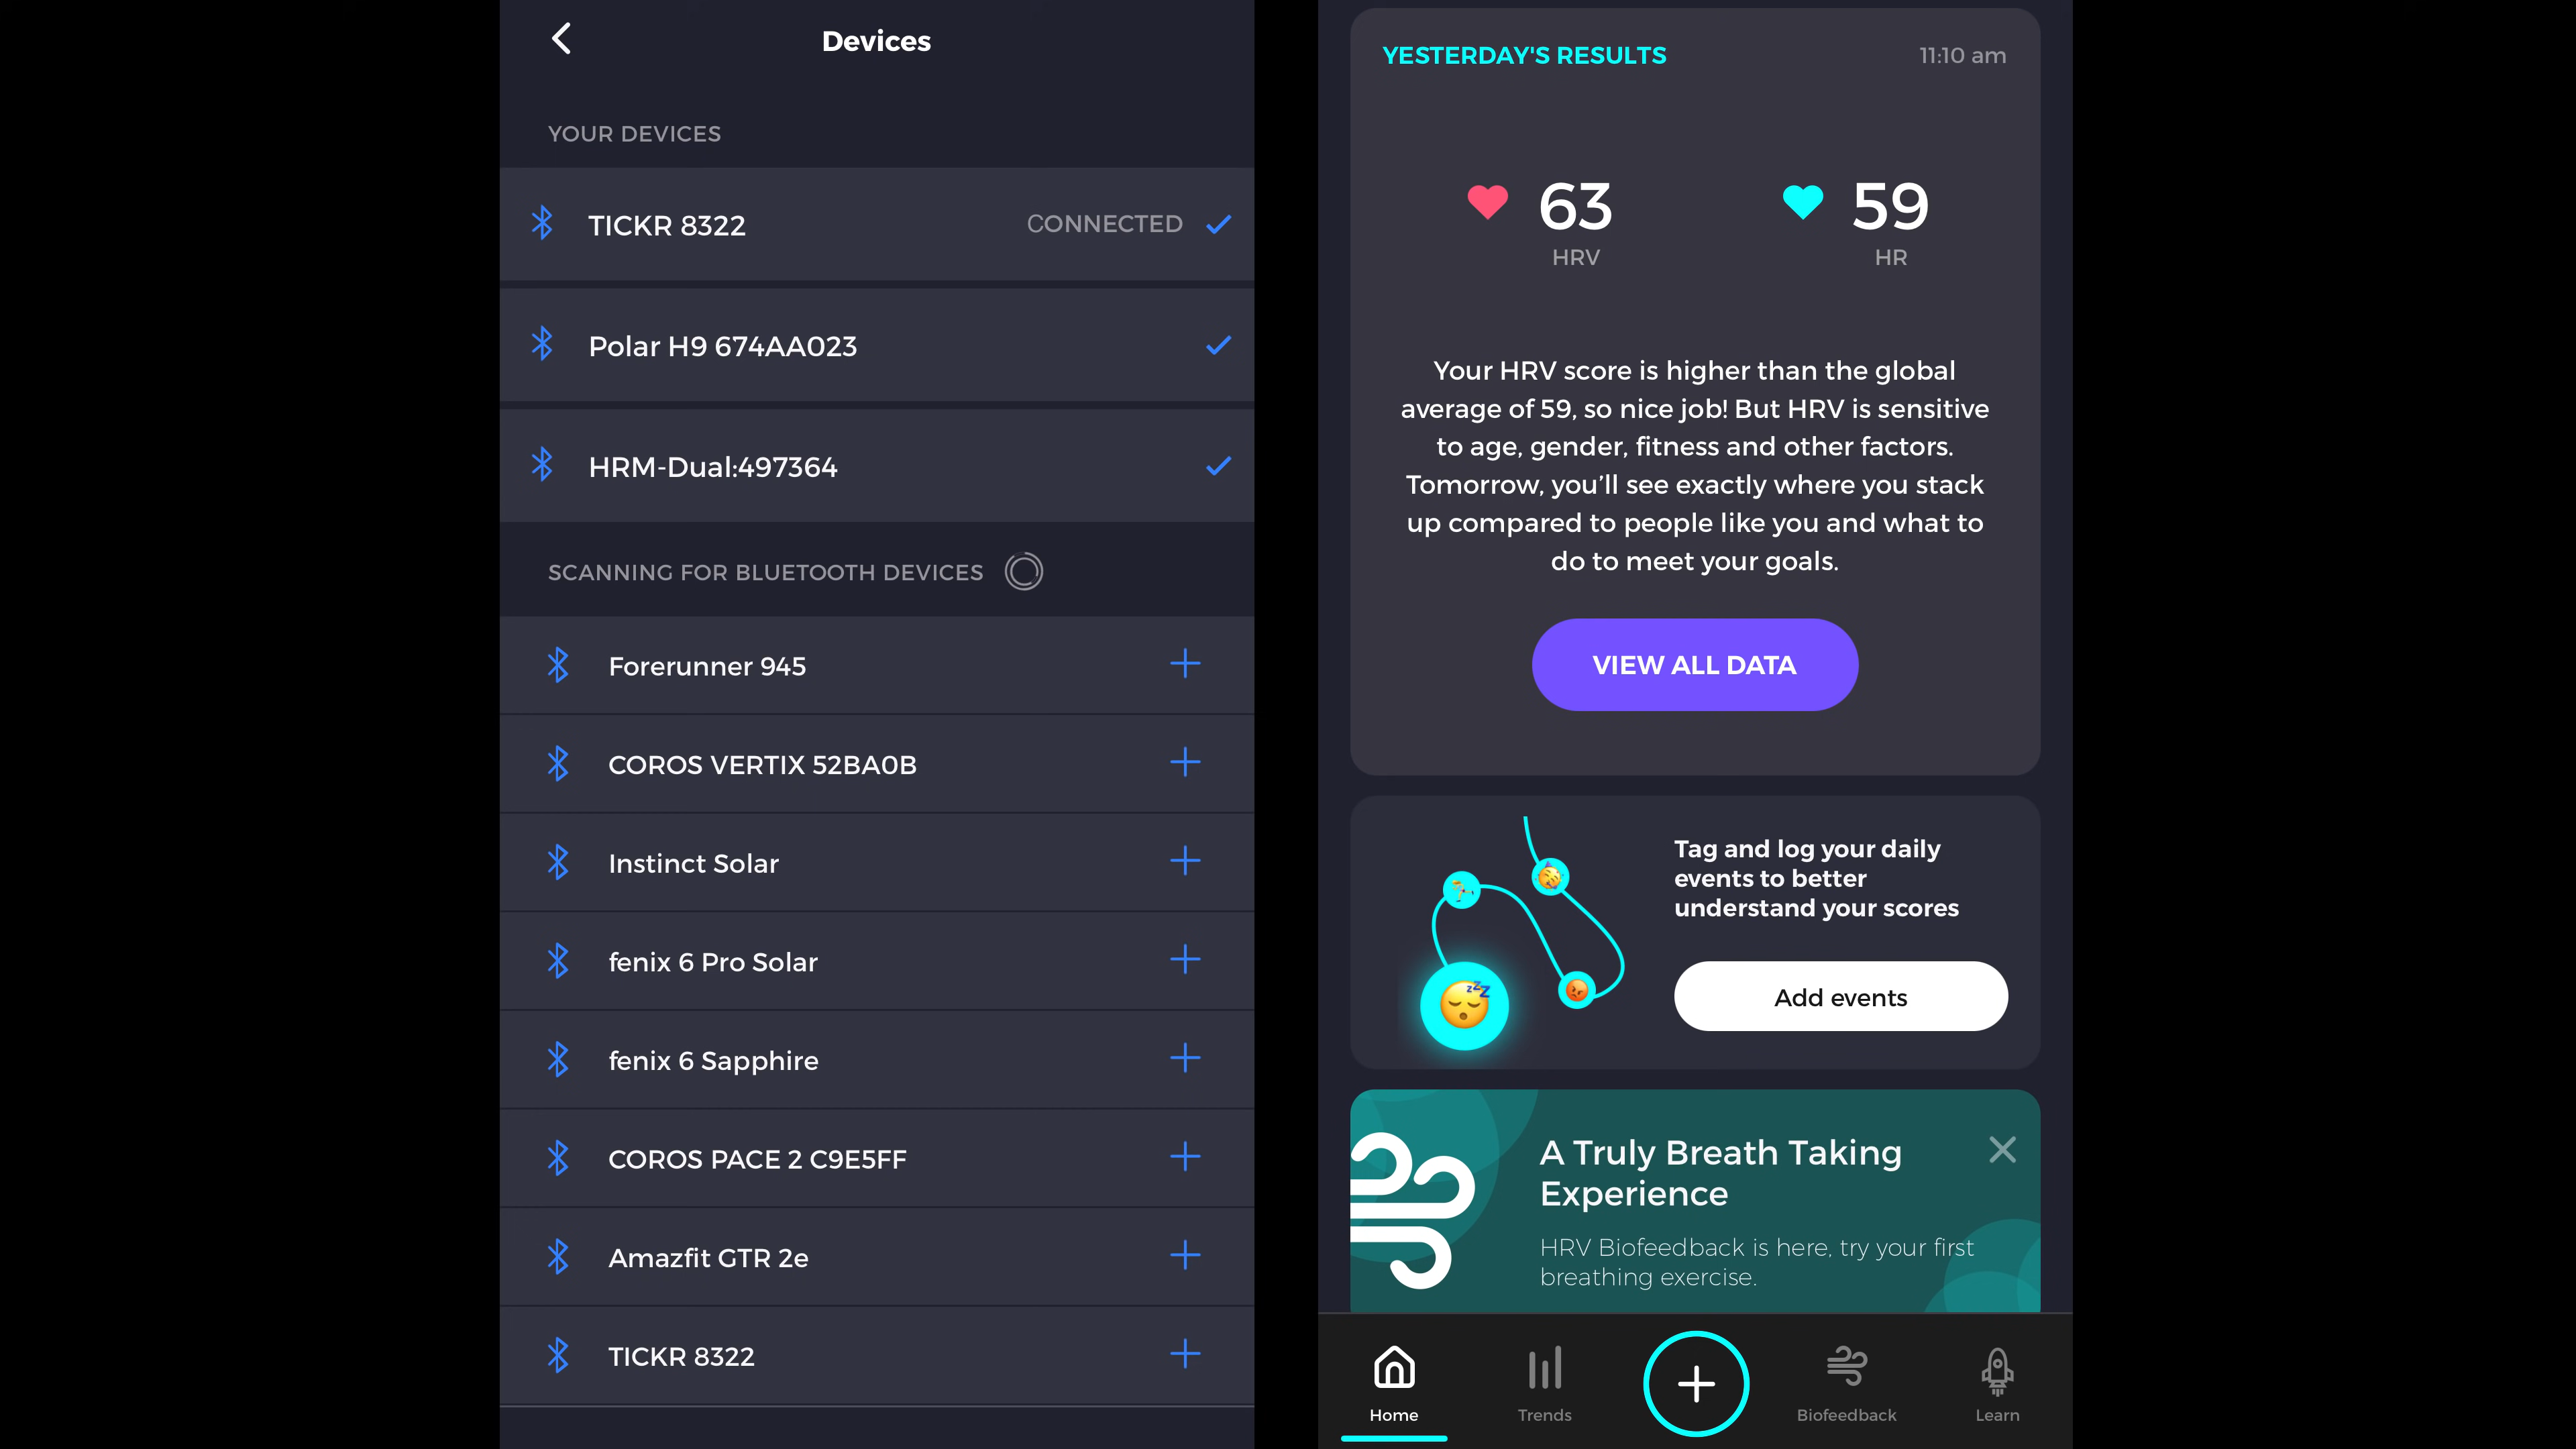 Devices
YOUR DEVICES
TICKR 8322 CONNECTED
Polar H9 674AA023
HRM-Dual:497364
SCANNING FOR BLUETOOTH DEVICES
Forerunner 945
COROS VERTIX 52BA0B
Instinct Solar
fenix 6 Pro Solar
fenix 6 Sapphire
COROS PACE 2 C9E5FF
Amazfit GTR 2e
TICKR 8322
YESTERDAY'S RESULTS 11:10 am
63 59
HRV HR
Your HRV score is higher than the global
average of 59, so nice job! But HRV is sensitive
to age, gender, fitness and other factors.
Tomorrow, you’ll see exactly where you stack
up compared to people like you and what to
do to meet your goals.
VIEW ALL DATA
Tag and log your daily
events to better
understand your scores
Add events
A Truly Breath Taking
Experience
HRV Biofeedback is here, try your first
breathing exercise.
Home Trends Biofeedback Learn